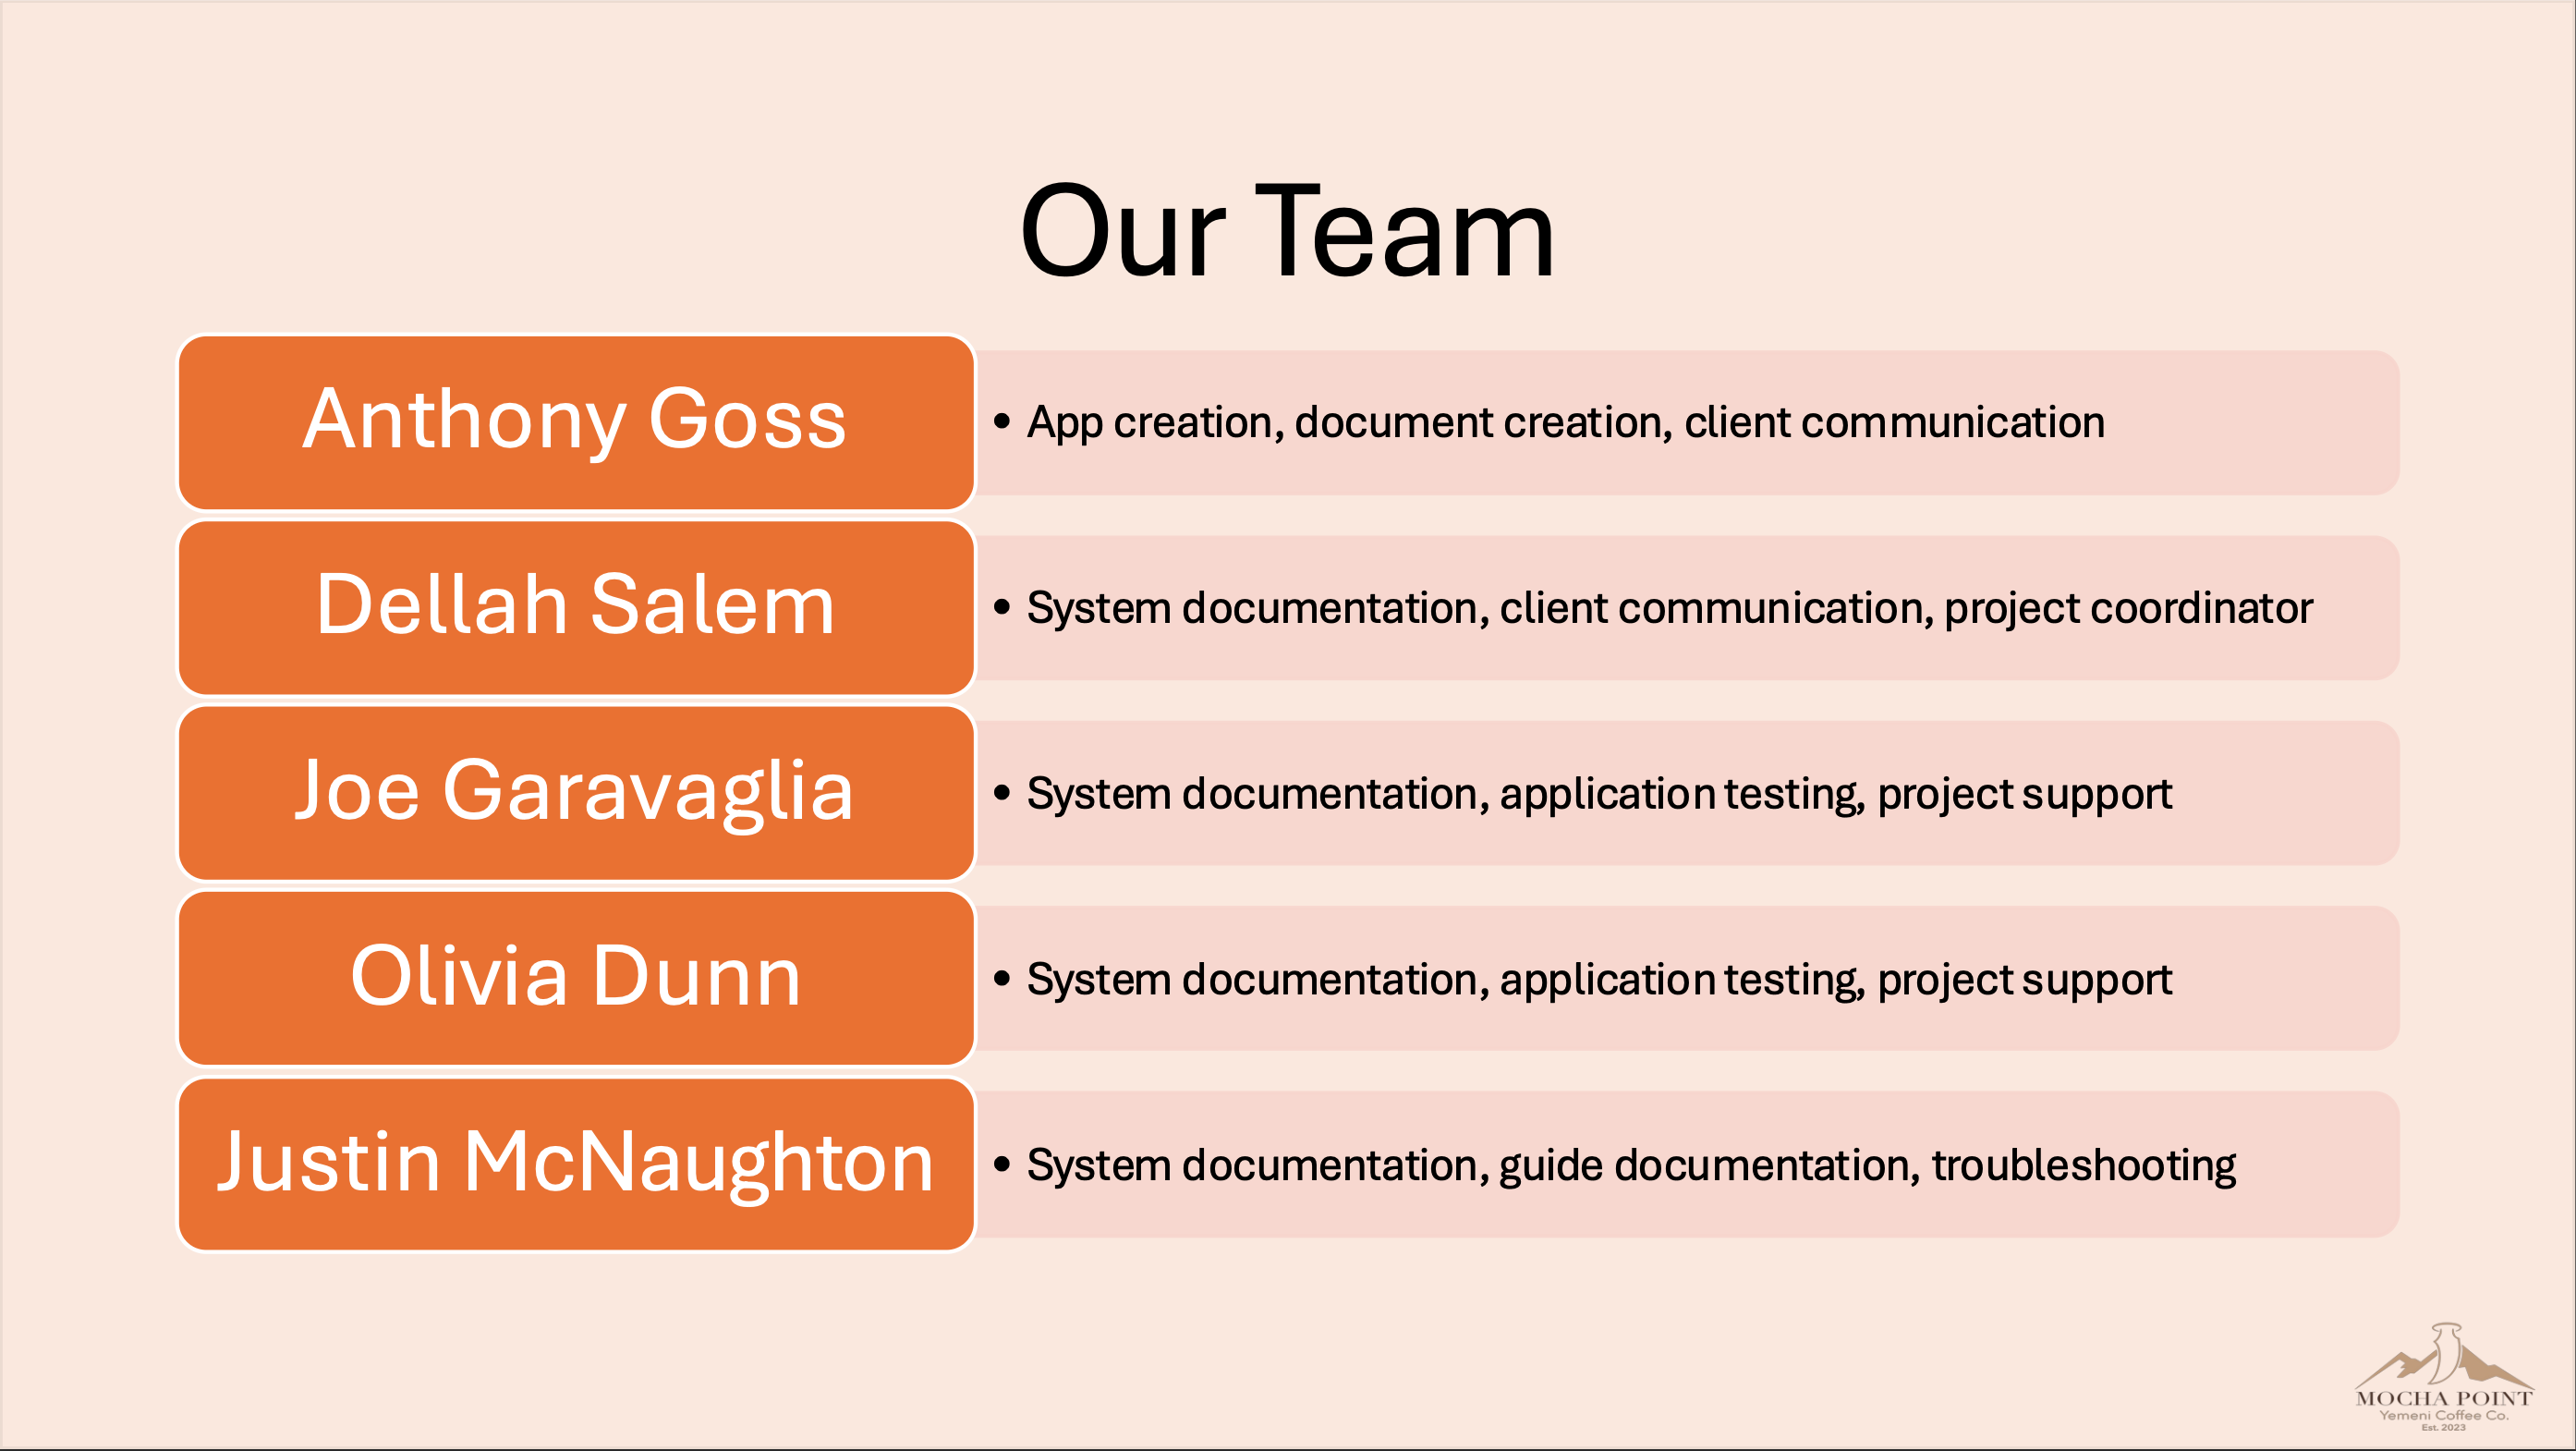 Our Team
Anthony Goss
• App creation, document creation, client communication
Dellah Salem
• System documentation, client communication, project coordinator
Joe Garavaglia
• System documentation, application testing, project support
Olivia Dunn
• System documentation, application testing, project support
Justin McNaughton
• System documentation, guide documentation, troubleshooting
MOCHA POINT
Yemeni Coffee Co.
Est. 2023